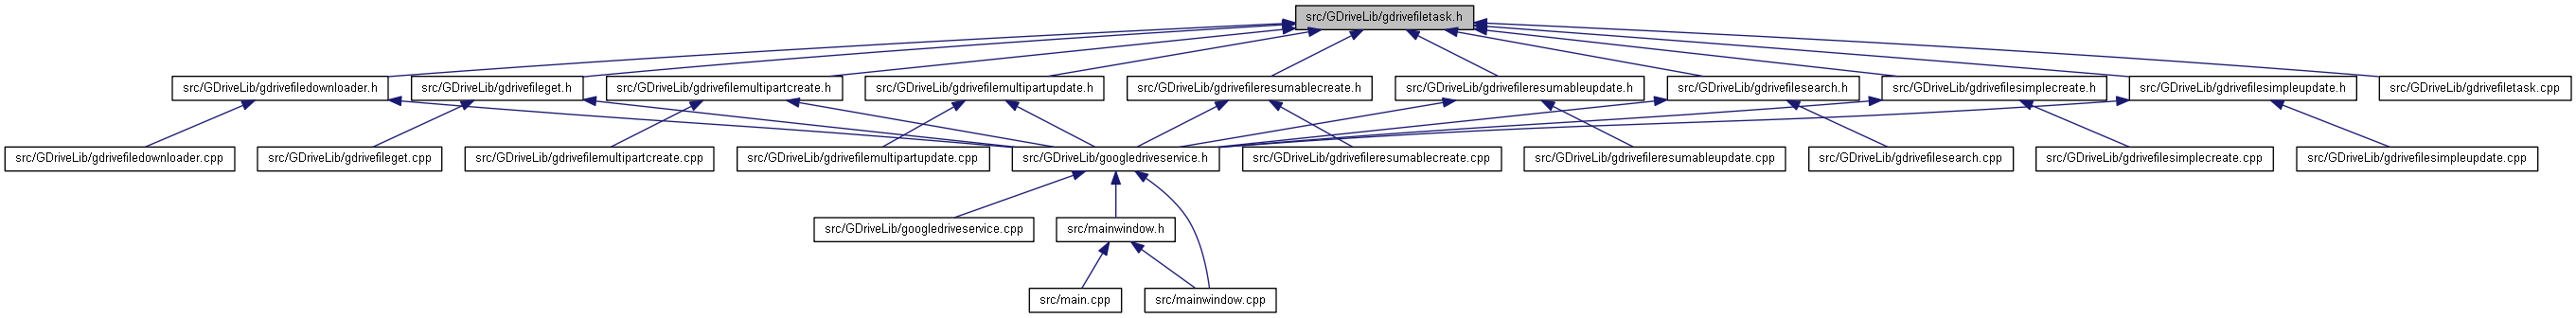 src/GDriveLib/gdrivefiletask.h
src/GDriveLib/gdrivefiledownloader.h
src/GDriveLib/gdrivefileget.h
src/GDriveLib/gdrivefilemultipartcreate.h
src/GDriveLib/gdrivefilemultipartupdate.h
src/GDriveLib/gdrivefileresumablecreate.h
src/GDriveLib/gdrivefileresumableupdate.h
src/GDriveLib/gdrivefilesearch.h
src/GDriveLib/gdrivefilesimplecreate.h
src/GDriveLib/gdrivefilesimpleupdate.h
src/GDriveLib/gdrivefiletask.cpp
src/GDriveLib/gdrivefiledownloader.cpp
src/GDriveLib/gdrivefileget.cpp
src/GDriveLib/gdrivefilemultipartcreate.cpp
src/GDriveLib/gdrivefilemultipartupdate.cpp
src/GDriveLib/googledriveservice.h
src/GDriveLib/gdrivefileresumablecreate.cpp
src/GDriveLib/gdrivefileresumableupdate.cpp
src/GDriveLib/gdrivefilesearch.cpp
src/GDriveLib/gdrivefilesimplecreate.cpp
src/GDriveLib/gdrivefilesimpleupdate.cpp
src/GDriveLib/googledriveservice.cpp
src/mainwindow.h
src/main.cpp
src/mainwindow.cpp